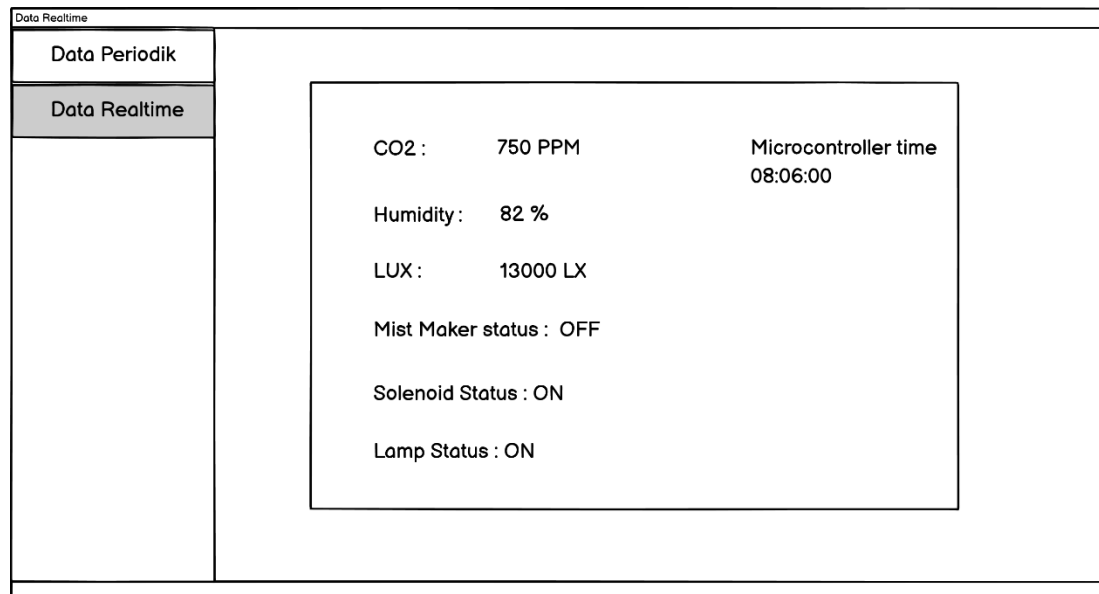 Data Realtime
Data Periodik
Data Realtime
CO2 : 750 PPM
Microcontroller time
08:06:00
Humidity : 82 %
LUX : 13000 LX
Mist Maker status : OFF
Solenoid Status : ON
Lamp Status : ON